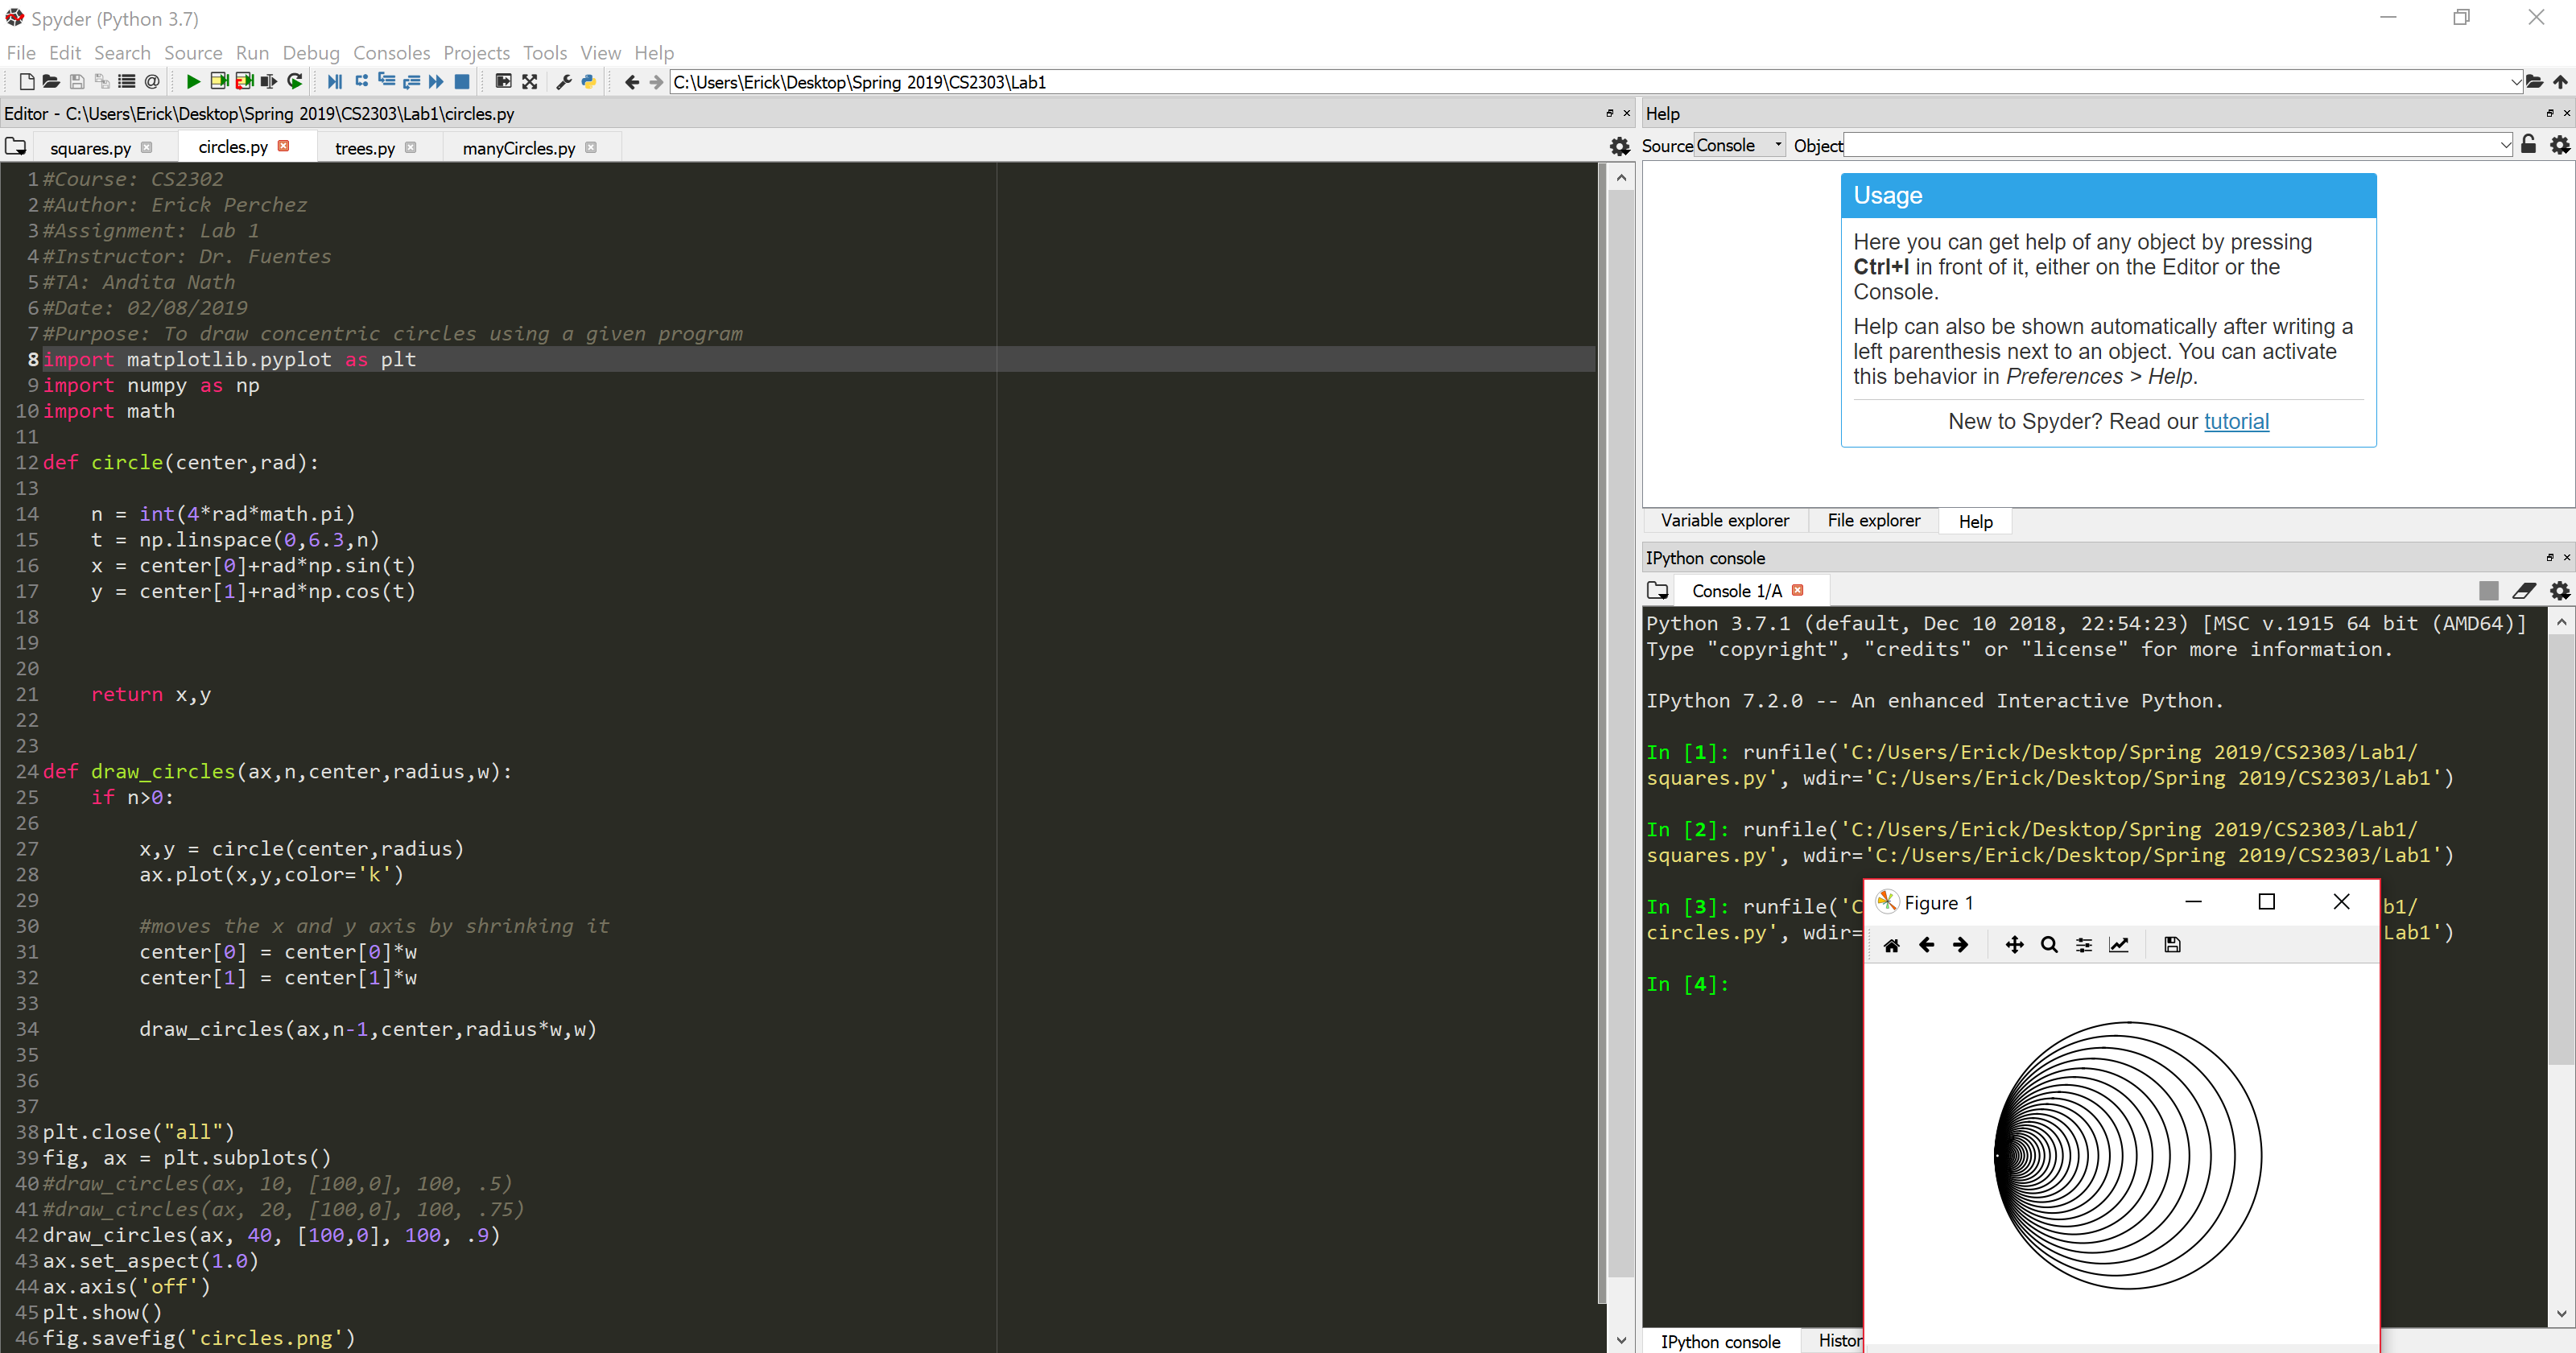 Spyder (Python 3.7)
File Edit Search Source Run Debug Consoles Projects Tools View Help
C:\Users\Erick\Desktop\Spring 2019\CS2303\Lab1
Editor - C:\Users\Erick\Desktop\Spring 2019\CS2303\Lab1\circles.py
squares.py circles.py trees.py manyCircles.py
1 #Course: CS2302
2 #Author: Erick Perchez
3 #Assignment: Lab 1
4 #Instructor: Dr. Fuentes
5 #TA: Andita Nath
6 #Date: 02/08/2019
7 #Purpose: To draw concentric circles using a given program
8 import matplotlib.pyplot as plt
9 import numpy as np
10 import math
11
12 def circle(center,rad):
13
14     n = int(4*rad*math.pi)
15     t = np.linspace(0,6.3,n)
16     x = center[0]+rad*np.sin(t)
17     y = center[1]+rad*np.cos(t)
18
19
20
21     return x,y
22
23
24 def draw_circles(ax,n,center,radius,w):
25     if n>0:
26
27         x,y = circle(center,radius)
28         ax.plot(x,y,color='k')
29
30         #moves the x and y axis by shrinking it
31         center[0] = center[0]*w
32         center[1] = center[1]*w
33
34         draw_circles(ax,n-1,center,radius*w,w)
35
36
37
38 plt.close("all")
39 fig, ax = plt.subplots()
40 #draw_circles(ax, 10, [100,0], 100, .5)
41 #draw_circles(ax, 20, [100,0], 100, .75)
42 draw_circles(ax, 40, [100,0], 100, .9)
43 ax.set_aspect(1.0)
44 ax.axis('off')
45 plt.show()
46 fig.savefig('circles.png')
Help
Source Console Object
Usage
Here you can get help of any object by pressing
Ctrl+I in front of it, either on the Editor or the
Console.
Help can also be shown automatically after writing a
left parenthesis next to an object. You can activate
this behavior in Preferences > Help.
New to Spyder? Read our tutorial
Variable explorer File explorer Help
IPython console
Console 1/A
Python 3.7.1 (default, Dec 10 2018, 22:54:23) [MSC v.1915 64 bit (AMD64)]
Type "copyright", "credits" or "license" for more information.
IPython 7.2.0 -- An enhanced Interactive Python.
In [1]: runfile('C:/Users/Erick/Desktop/Spring 2019/CS2303/Lab1/
squares.py', wdir='C:/Users/Erick/Desktop/Spring 2019/CS2303/Lab1')
In [2]: runfile('C:/Users/Erick/Desktop/Spring 2019/CS2303/Lab1/
squares.py', wdir='C:/Users/Erick/Desktop/Spring 2019/CS2303/Lab1')
In [3]: runfile('C b1/
circles.py', wdir= Lab1')
In [4]:
Figure 1
IPython console Histor